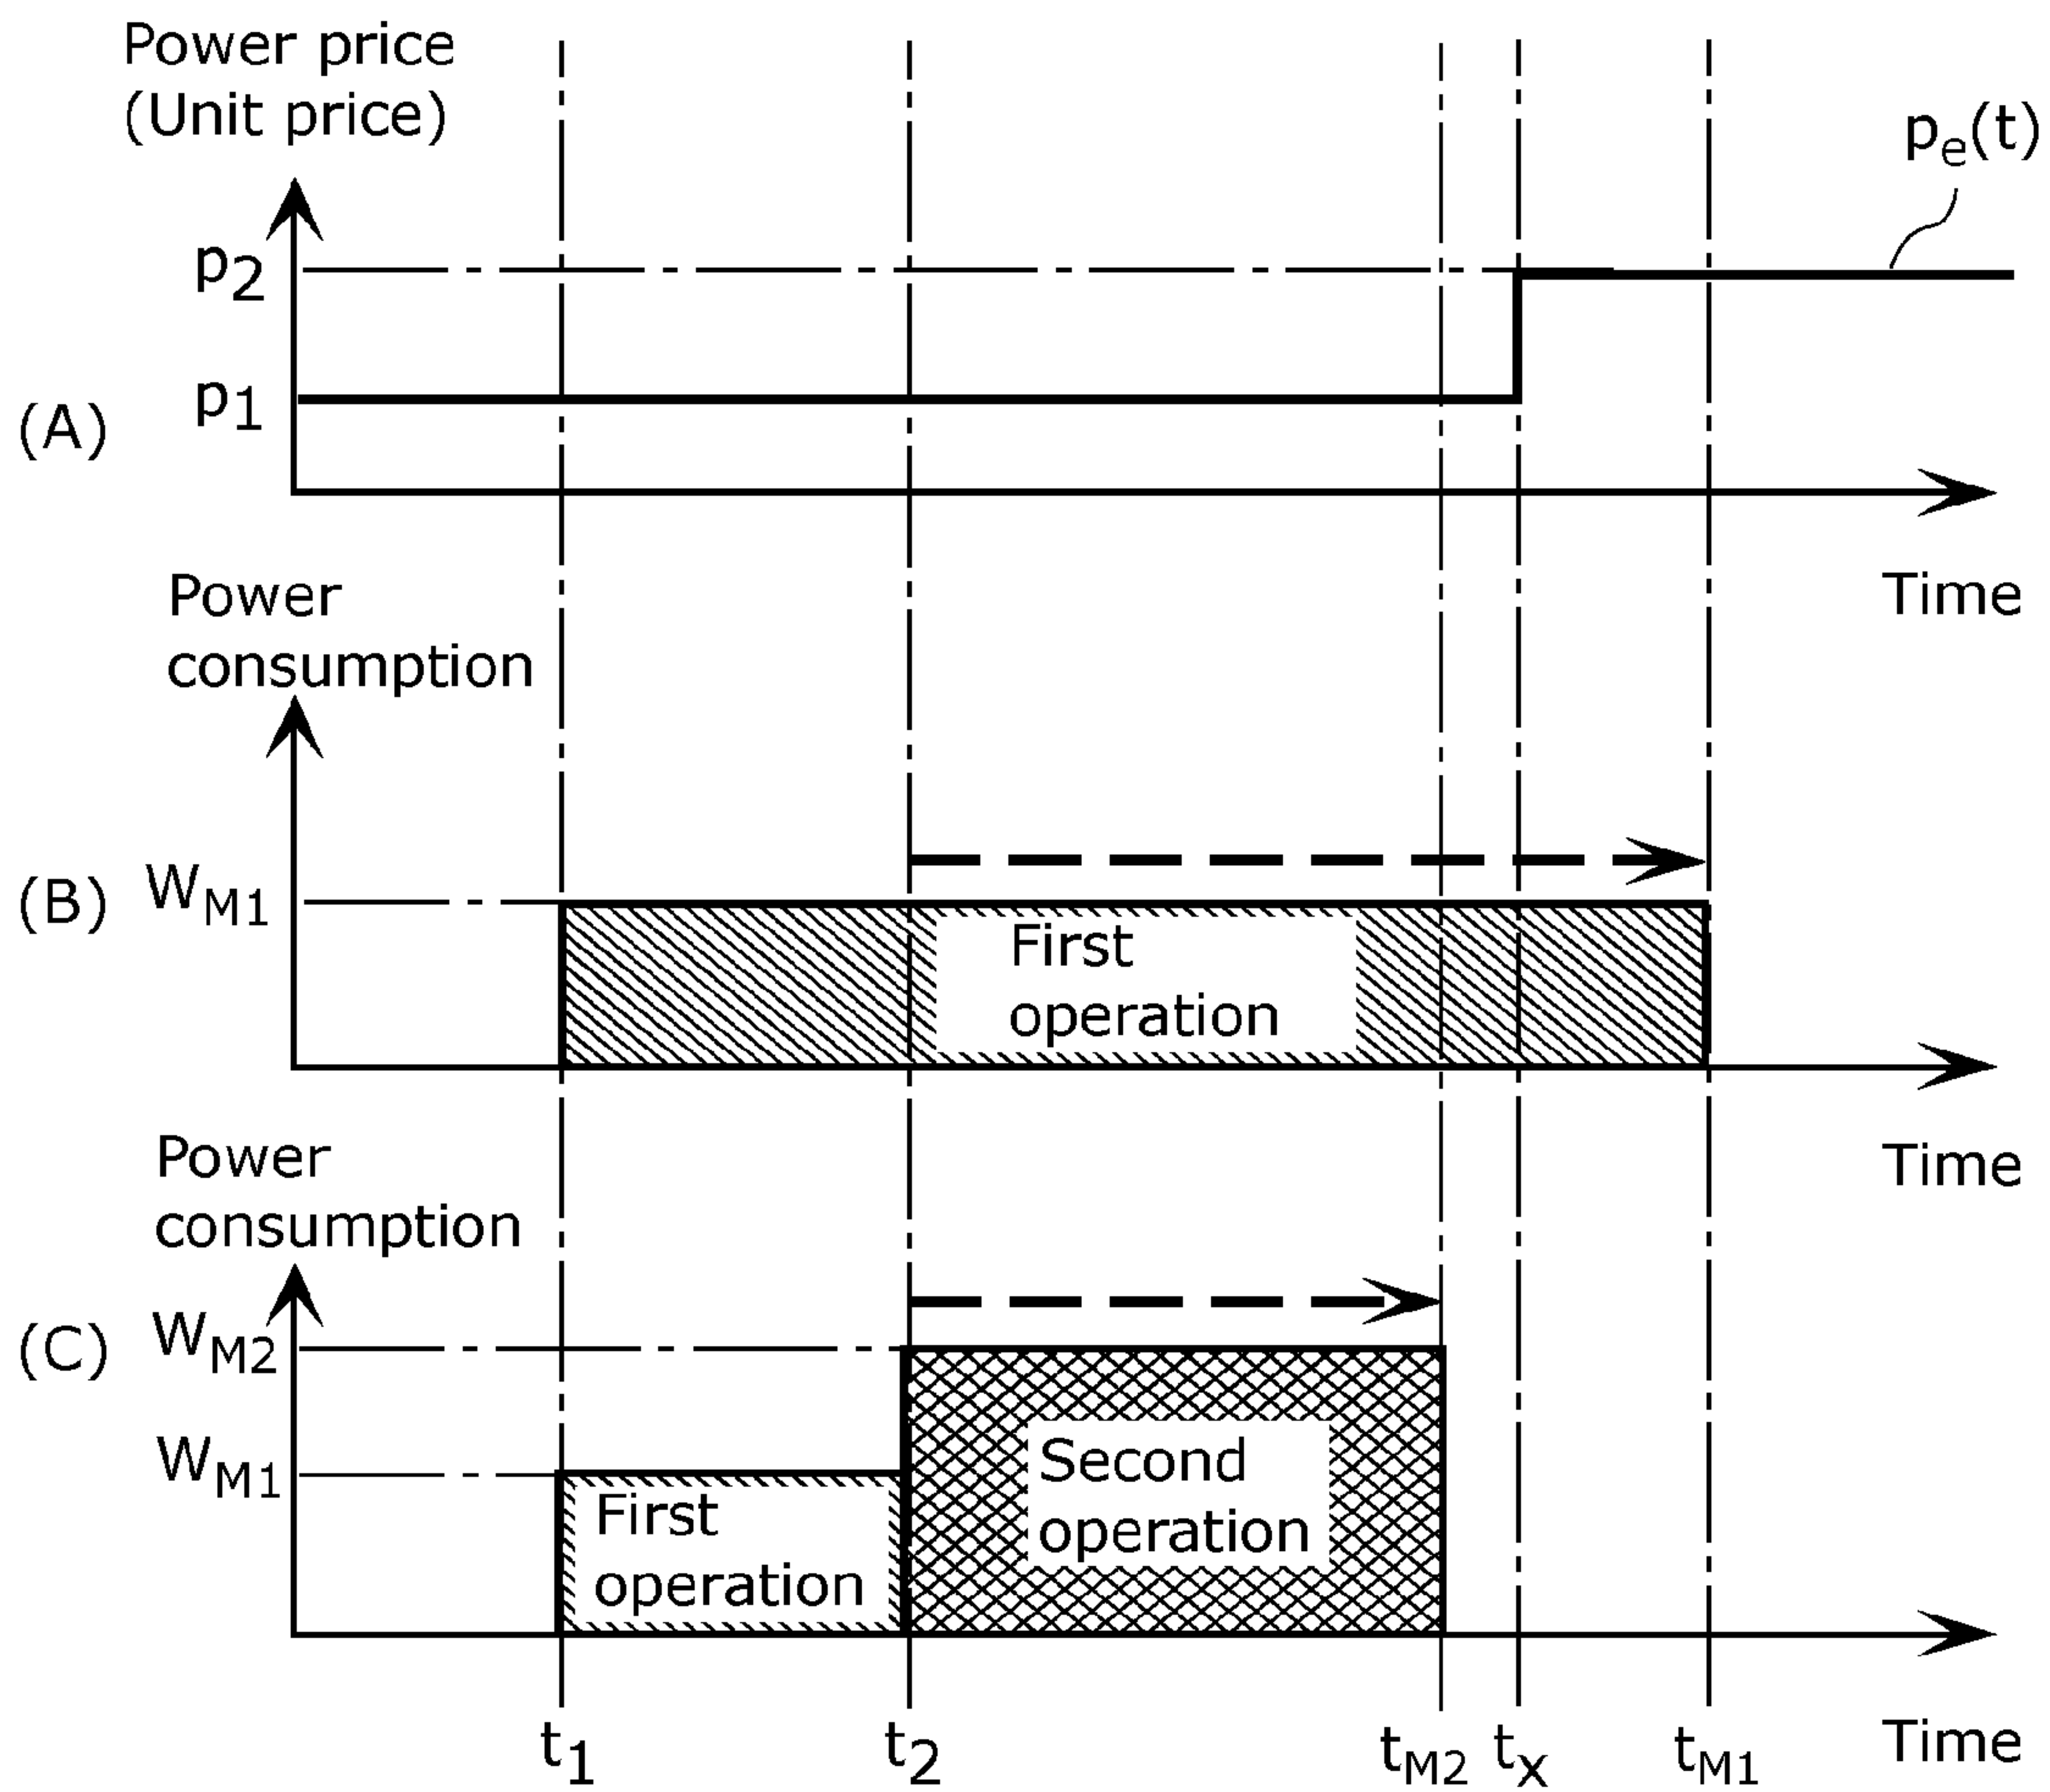 Power price
(Unit price)
pe(t)
p2
p1
(A)
Time
Power
consumption
(B)
WM1
First
operation
Time
Power
consumption
(C)
WM2
WM1
First
operation
Second
operation
t1
t2
tM2
tX
tM1
Time